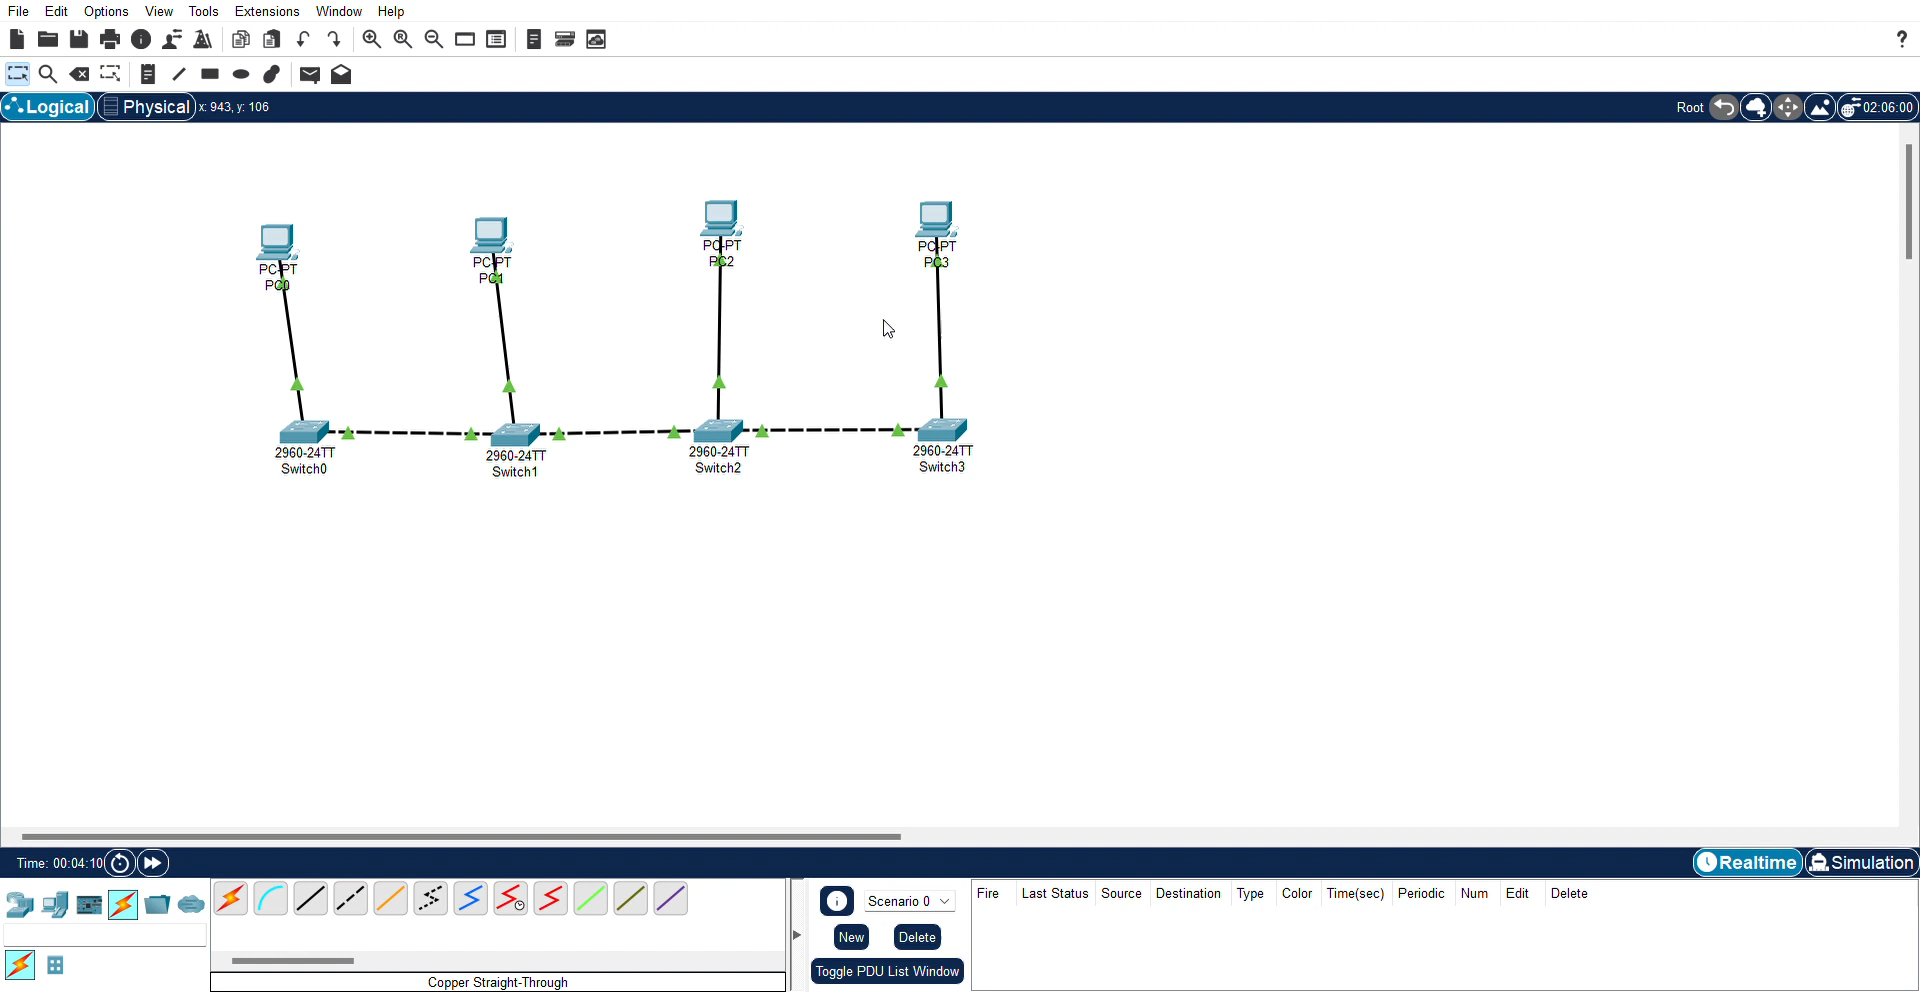 File Edit Options View Tools Extensions Window Help
?
Logical Physical x: 943, y: 106 Root 02:06:00
PC-PT
PC0
PC-PT
PC1
PC-PT
PC2
PC-PT
PC3
2960-24TT
Switch0
2960-24TT
Switch1
2960-24TT
Switch2
2960-24TT
Switch3
Time: 00:04:10 Realtime Simulation
Scenario 0
New Delete
Toggle PDU List Window
Fire Last Status Source Destination Type Color Time(sec) Periodic Num Edit Delete
Copper Straight-Through